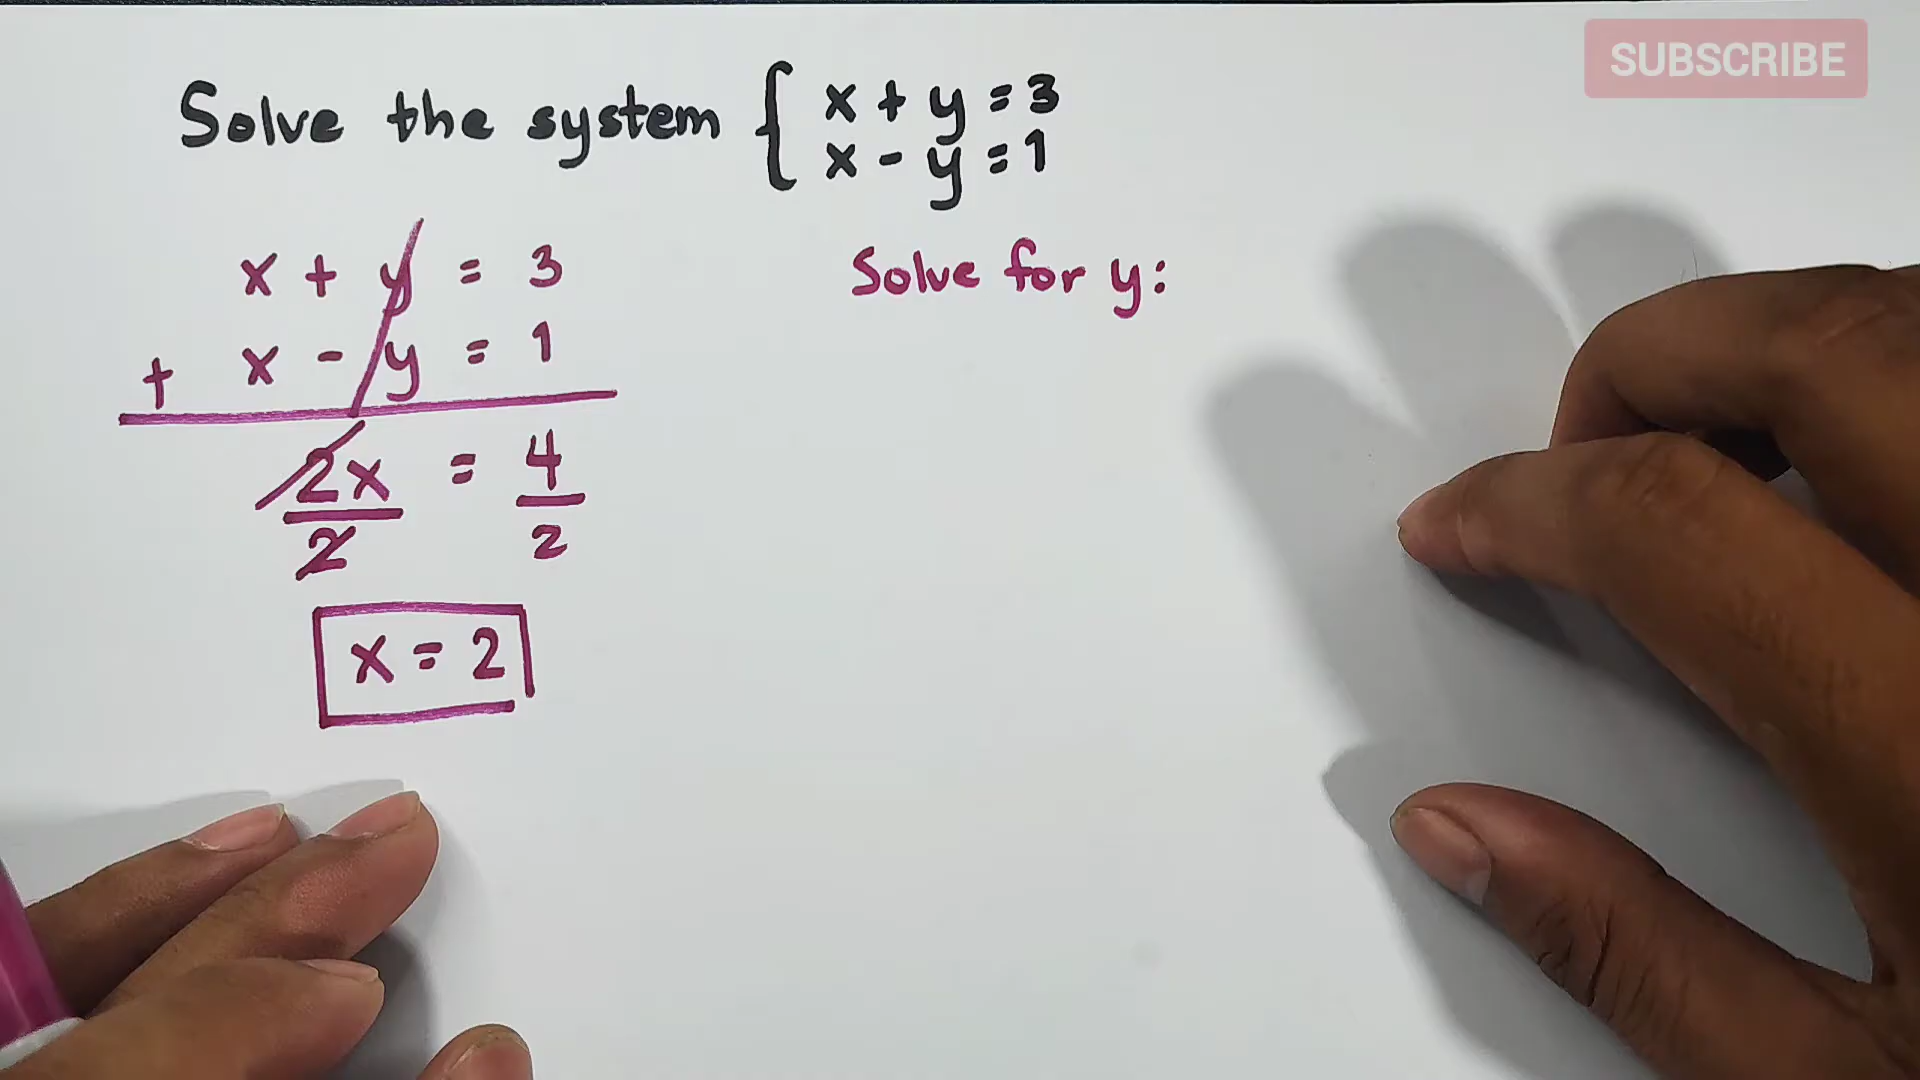 SUBSCRIBE
Solve the system { x + y = 3
x - y = 1
x + y = 3
+ x - y = 1
2x = 4
2 2
x = 2
Solve for y: